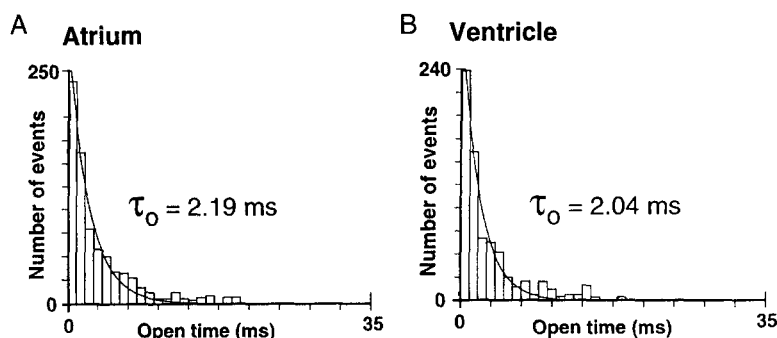 A
Atrium
250
Number of events
τo = 2.19 ms
0
0
Open time (ms)
35
B
Ventricle
240
Number of events
τo = 2.04 ms
0
0
Open time (ms)
35